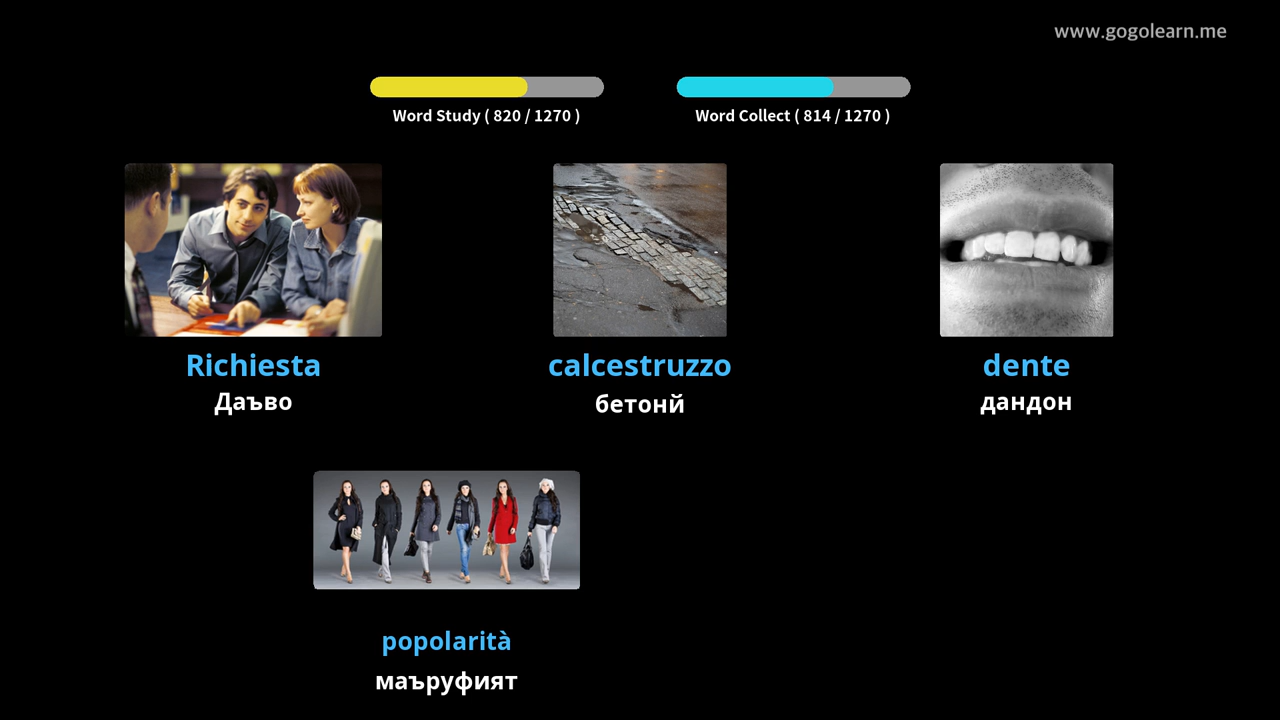 www.gogolearn.me
Word Study ( 820 / 1270 )
Word Collect ( 814 / 1270 )
Richiesta
Даъво
calcestruzzo
бетонй
dente
дандон
popolarità
маъруфият